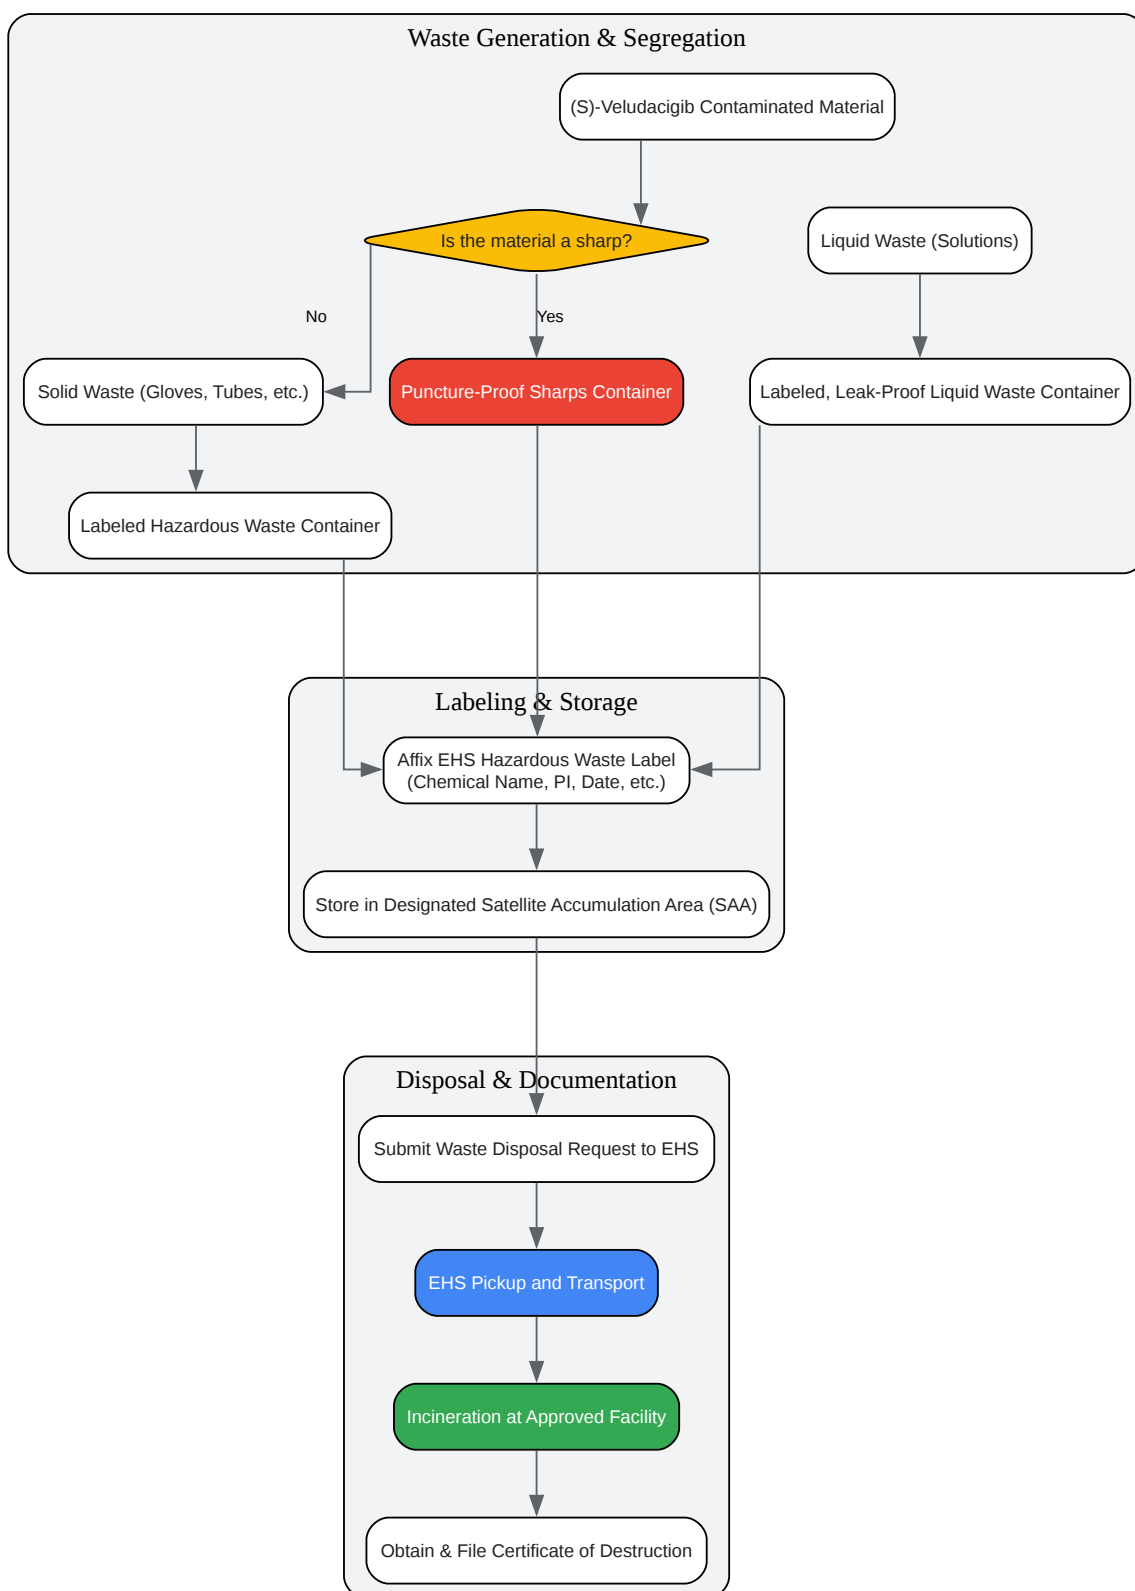 Waste Generation & Segregation
(S)-Veludacigib Contaminated Material
Is the material a sharp?
Liquid Waste (Solutions)
No
Yes
Solid Waste (Gloves, Tubes, etc.)
Puncture-Proof Sharps Container
Labeled, Leak-Proof Liquid Waste Container
Labeled Hazardous Waste Container
Labeling & Storage
Affix EHS Hazardous Waste Label
(Chemical Name, PI, Date, etc.)
Store in Designated Satellite Accumulation Area (SAA)
Disposal & Documentation
Submit Waste Disposal Request to EHS
EHS Pickup and Transport
Incineration at Approved Facility
Obtain & File Certificate of Destruction